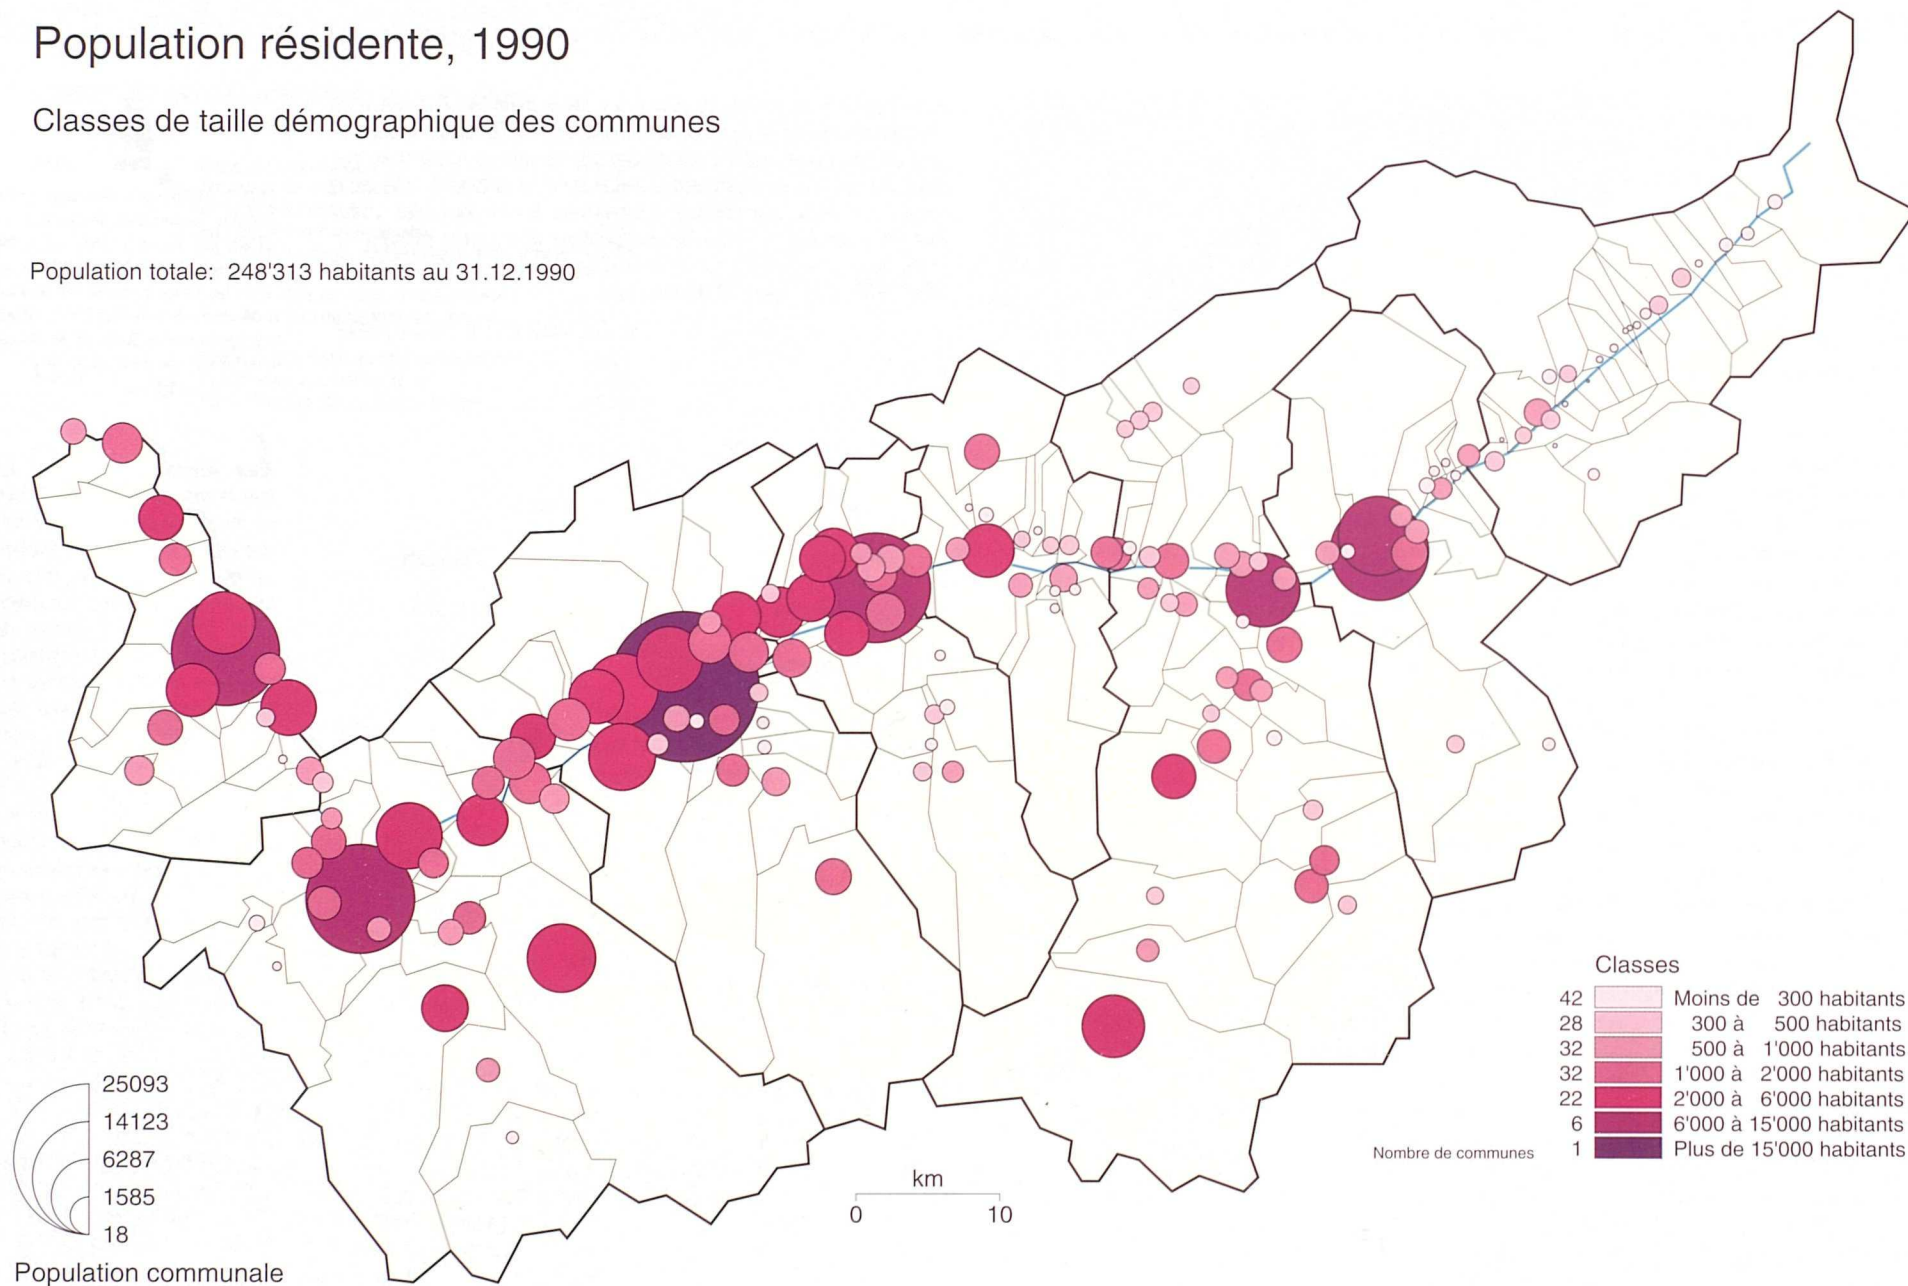 Population résidente, 1990
Classes de taille démographique des communes
Population totale: 248'313 habitants au 31.12.1990
Classes
42 Moins de 300 habitants
28 300 à 500 habitants
32 500 à 1'000 habitants
32 1'000 à 2'000 habitants
22 2'000 à 6'000 habitants
6 6'000 à 15'000 habitants
Nombre de communes 1 Plus de 15'000 habitants
25093
14123
6287
1585
18
Population communale
km
0 10